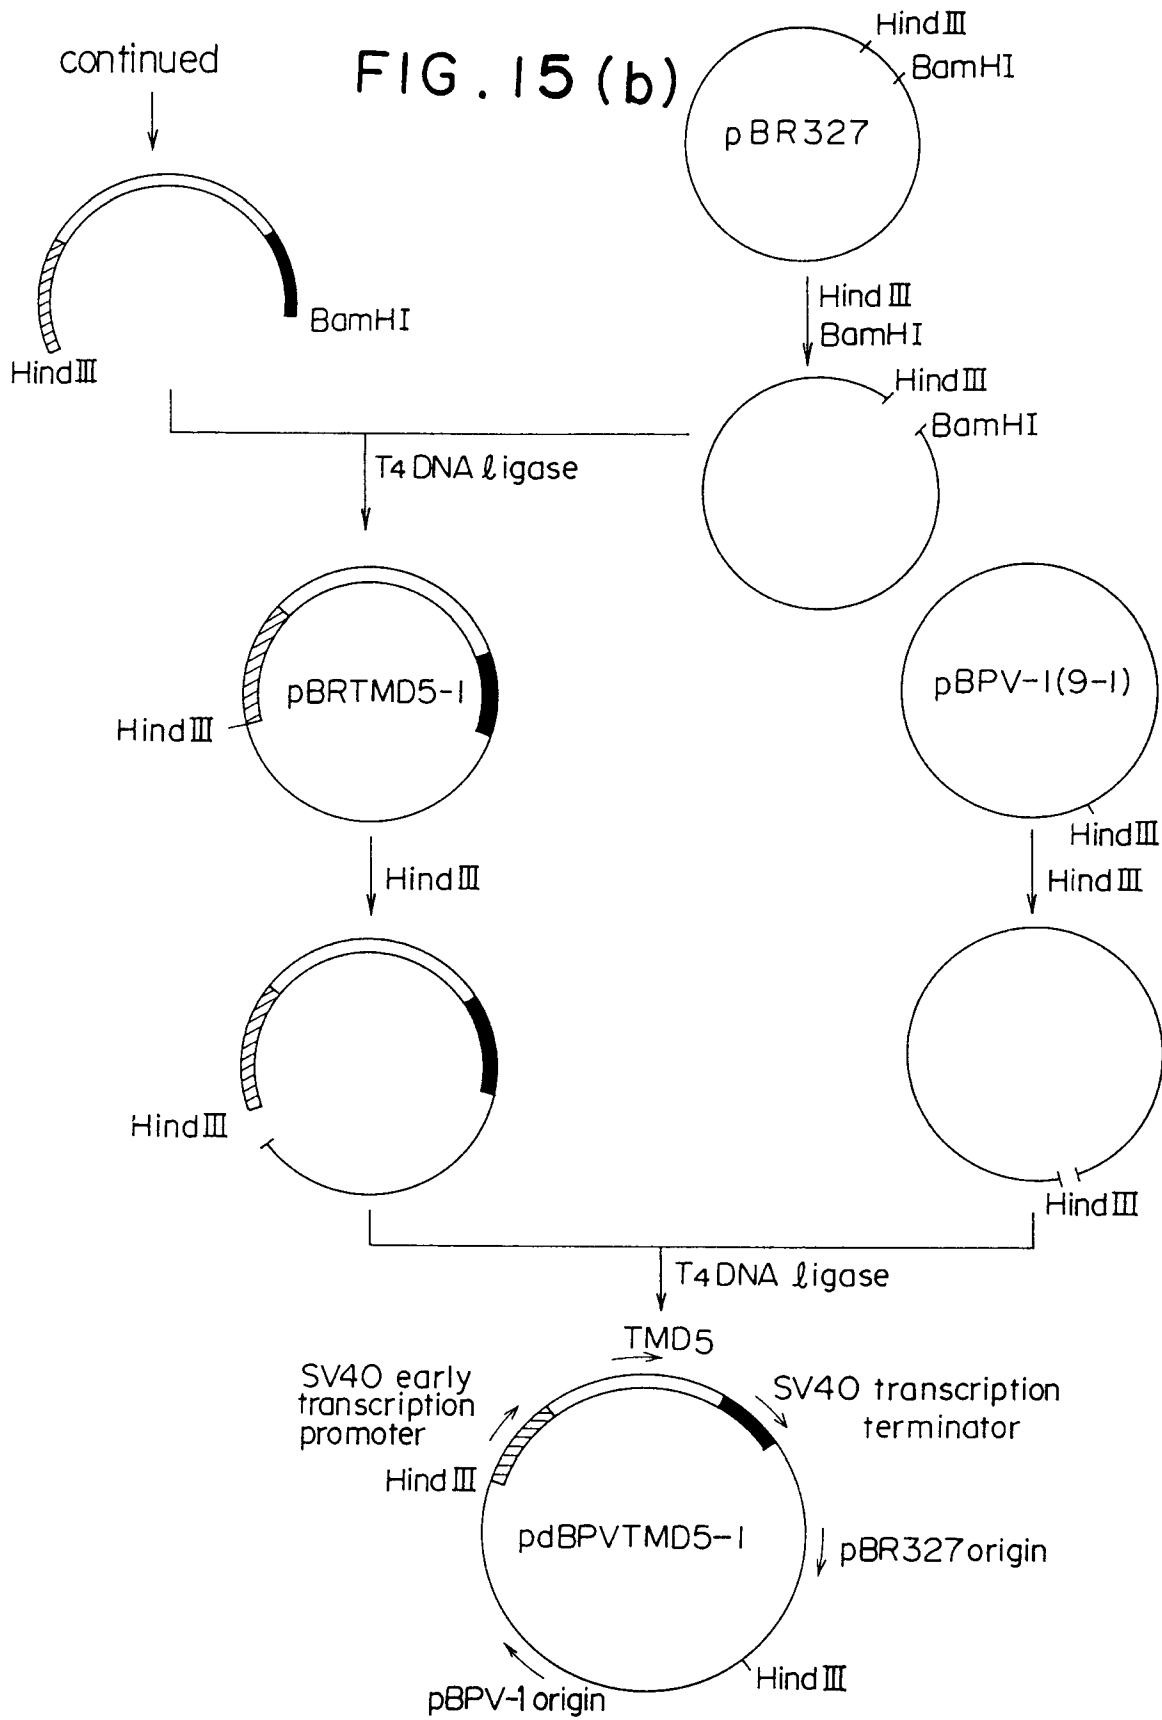 continued
FIG. 15 (b)
Hind III
BamHI
pBR327
BamHI
Hind III
Hind III
BamHI
Hind III
BamHI
T4 DNA ligase
pBRTMD5-1
Hind III
pBPV-1(9-1)
Hind III
Hind III
Hind III
Hind III
Hind III
T4 DNA ligase
TMD5
SV40 early
transcription
promoter
SV40 transcription
terminator
Hind III
pdBPVTMD5-1
pBR327 origin
Hind III
pBPV-1 origin